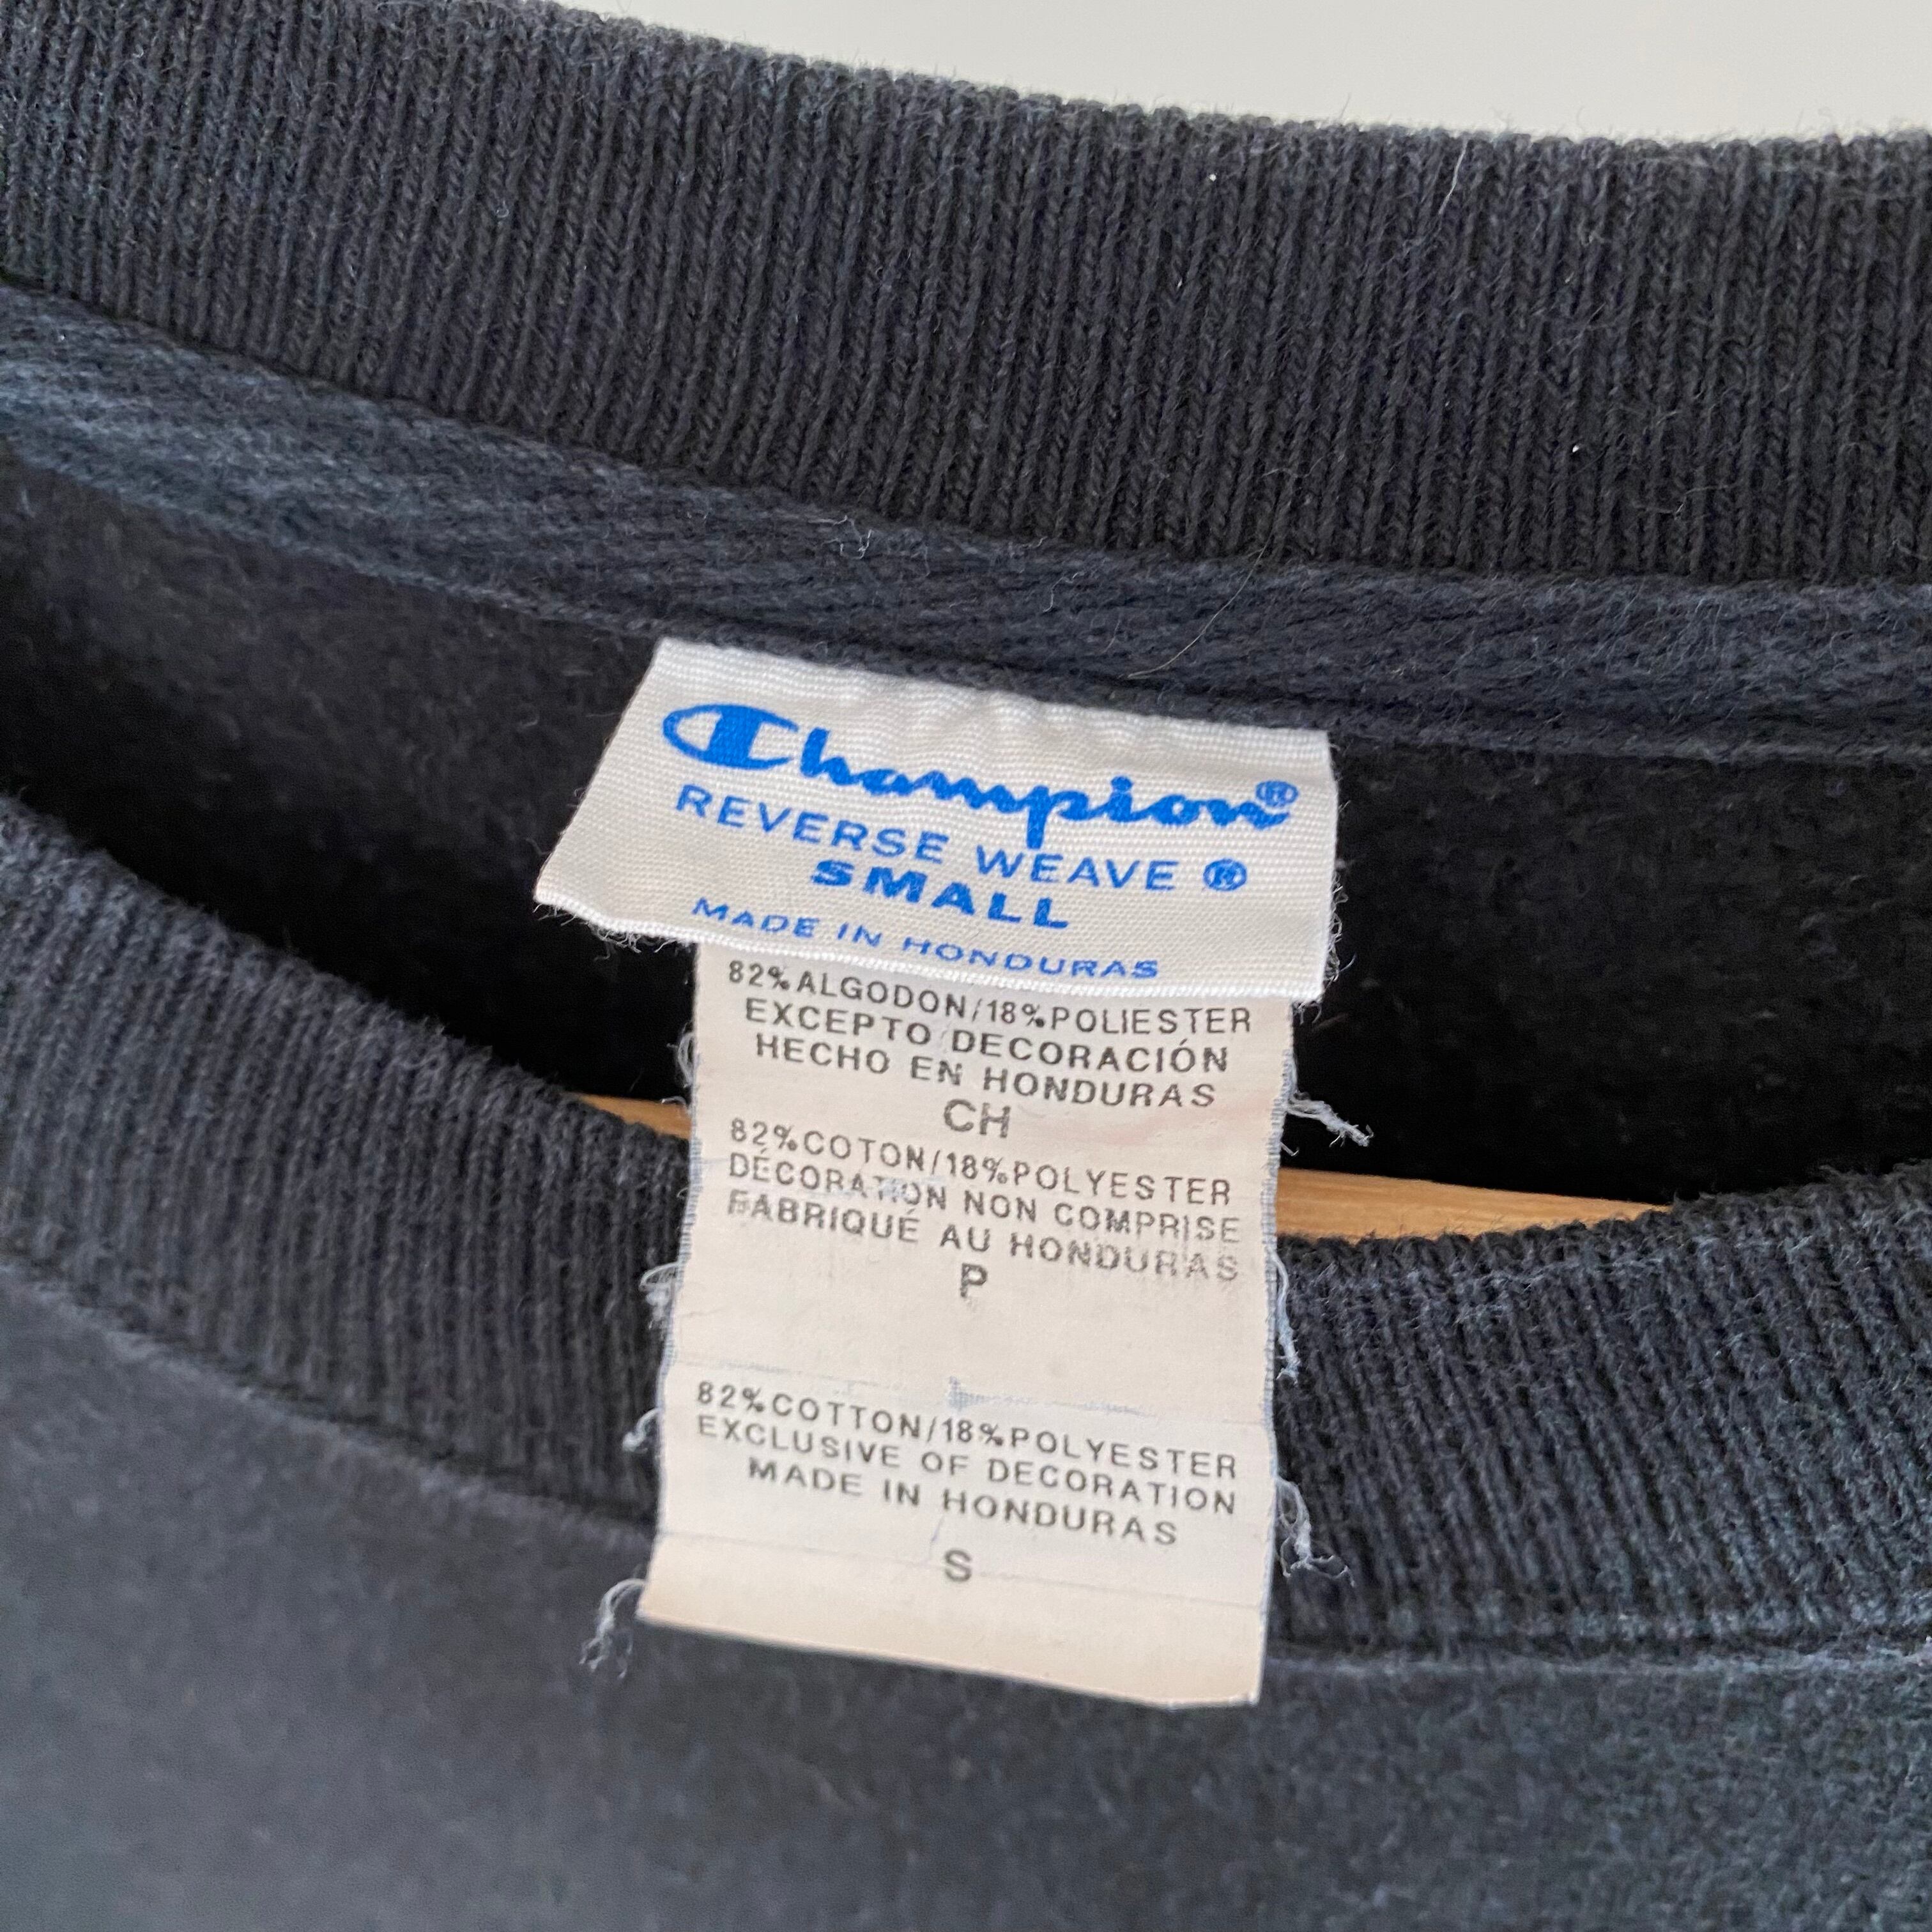 Champion®
REVERSE WEAVE ®
SMALL
MADE IN HONDURAS
82%ALGODON/18%POLIESTER
EXCEPTO DECORACIÓN
HECHO EN HONDURAS
CH
82%COTON/18%POLYESTER
DÉCORATION NON COMPRISE
FABRIQUÉ AU HONDURAS
P
82%COTTON/18%POLYESTER
EXCLUSIVE OF DECORATION
MADE IN HONDURAS
S